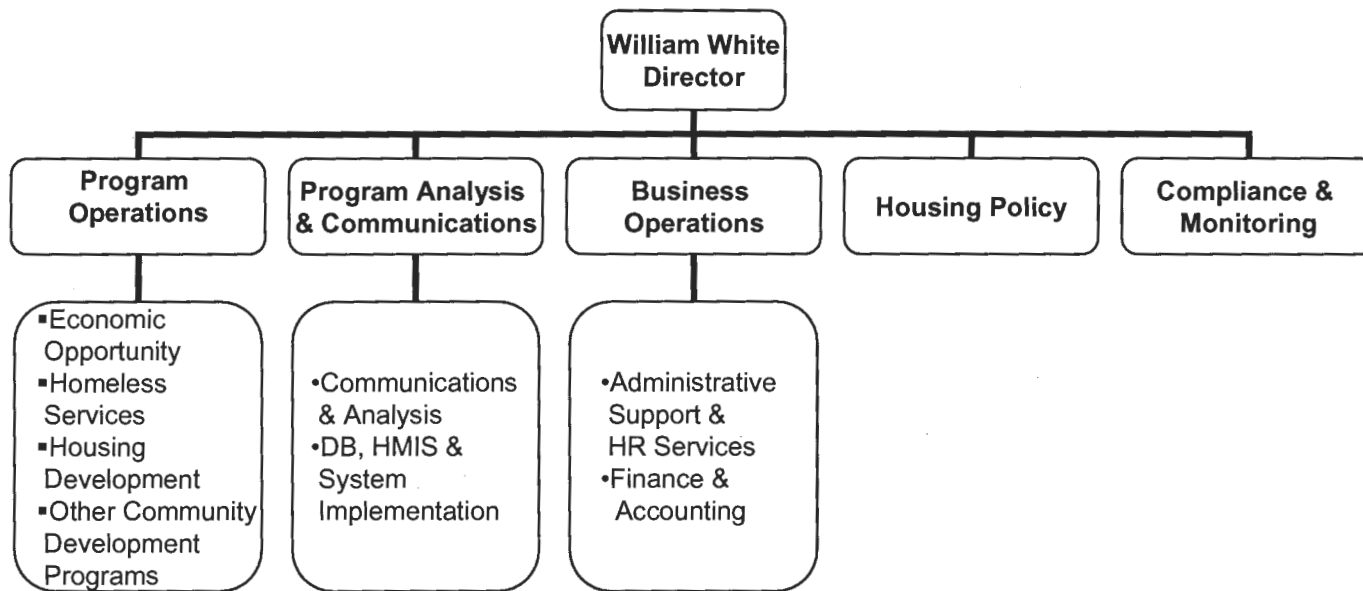 William White
Director
Program
Operations
Program Analysis
& Communications
Business
Operations
Housing Policy
Compliance &
Monitoring
▪Economic
Opportunity
▪Homeless
Services
▪Housing
Development
▪Other Community
Development
Programs
•Communications
& Analysis
•DB, HMIS &
System
Implementation
•Administrative
Support &
HR Services
•Finance &
Accounting